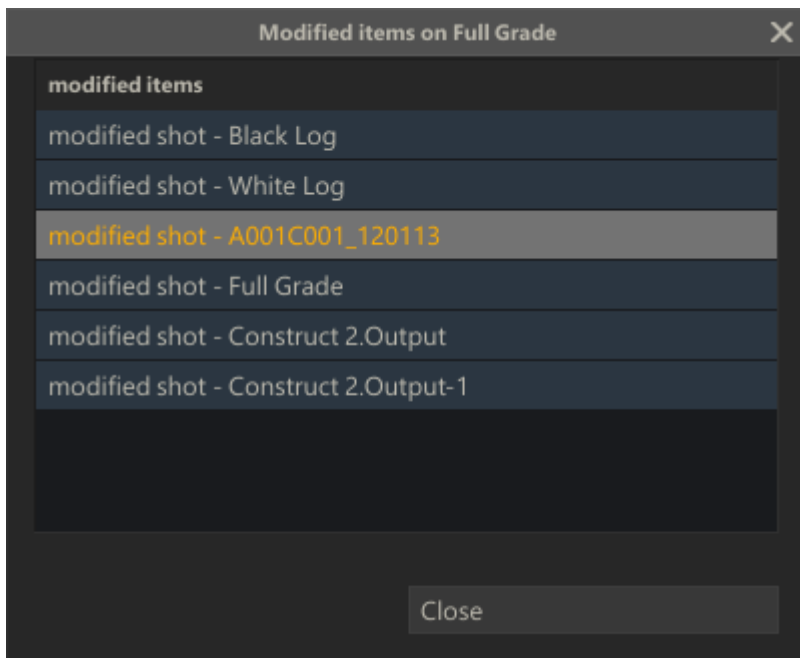 Modified items on Full Grade
modified items
modified shot - Black Log
modified shot - White Log
modified shot - A001C001_120113
modified shot - Full Grade
modified shot - Construct 2.Output
modified shot - Construct 2.Output-1
Close